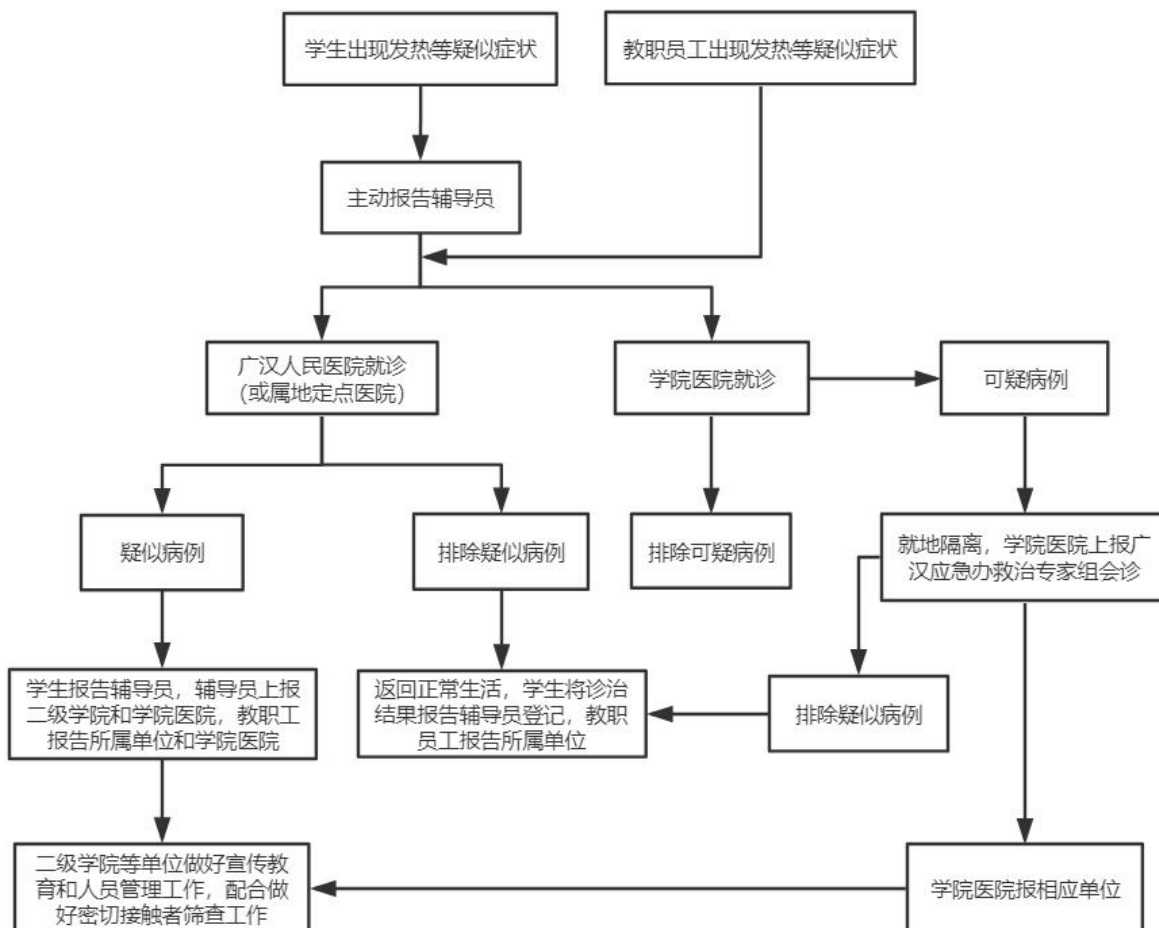 学生出现发热等疑似症状
教职员工出现发热等疑似症状
主动报告辅导员
广汉人民医院就诊
（或属地定点医院）
学院医院就诊
可疑病例
疑似病例
排除疑似病例
排除可疑病例
就地隔离，学院医院上报广
汉应急办救治专家组会诊
学生报告辅导员，辅导员上报
二级学院和学院医院，教职工
报告所属单位和学院医院
返回正常生活，学生将诊治
结果报告辅导员登记，教职
员工报告所属单位
排除疑似病例
二级学院等单位做好宣传教
育和人员管理工作，配合做
好密切接触者筛查工作
学院医院报相应单位